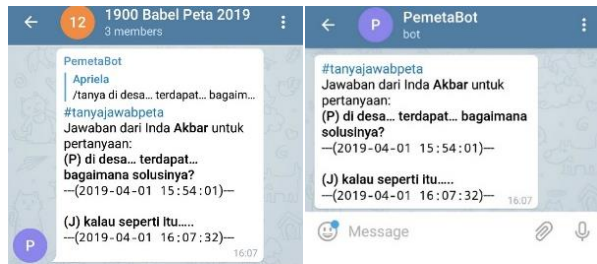 12
1900 Babel Peta 2019
3 members
PemetaBot
Apriela
/tanya di desa... terdapat... bagaim...
#tanyajawabpeta
Jawaban dari Inda Akbar untuk
pertanyaan:
(P) di desa... terdapat...
bagaimana solusinya?
---(2019-04-01 15:54:01)---
(J) kalau seperti itu.....
---(2019-04-01 16:07:32)---
16:07
P
P
PemetaBot
bot
#tanyajawabpeta
Jawaban dari Inda Akbar untuk
pertanyaan:
(P) di desa... terdapat... bagaimana
solusinya?
---(2019-04-01 15:54:01)---
(J) kalau seperti itu.....
---(2019-04-01 16:07:32)---
16:07
Message